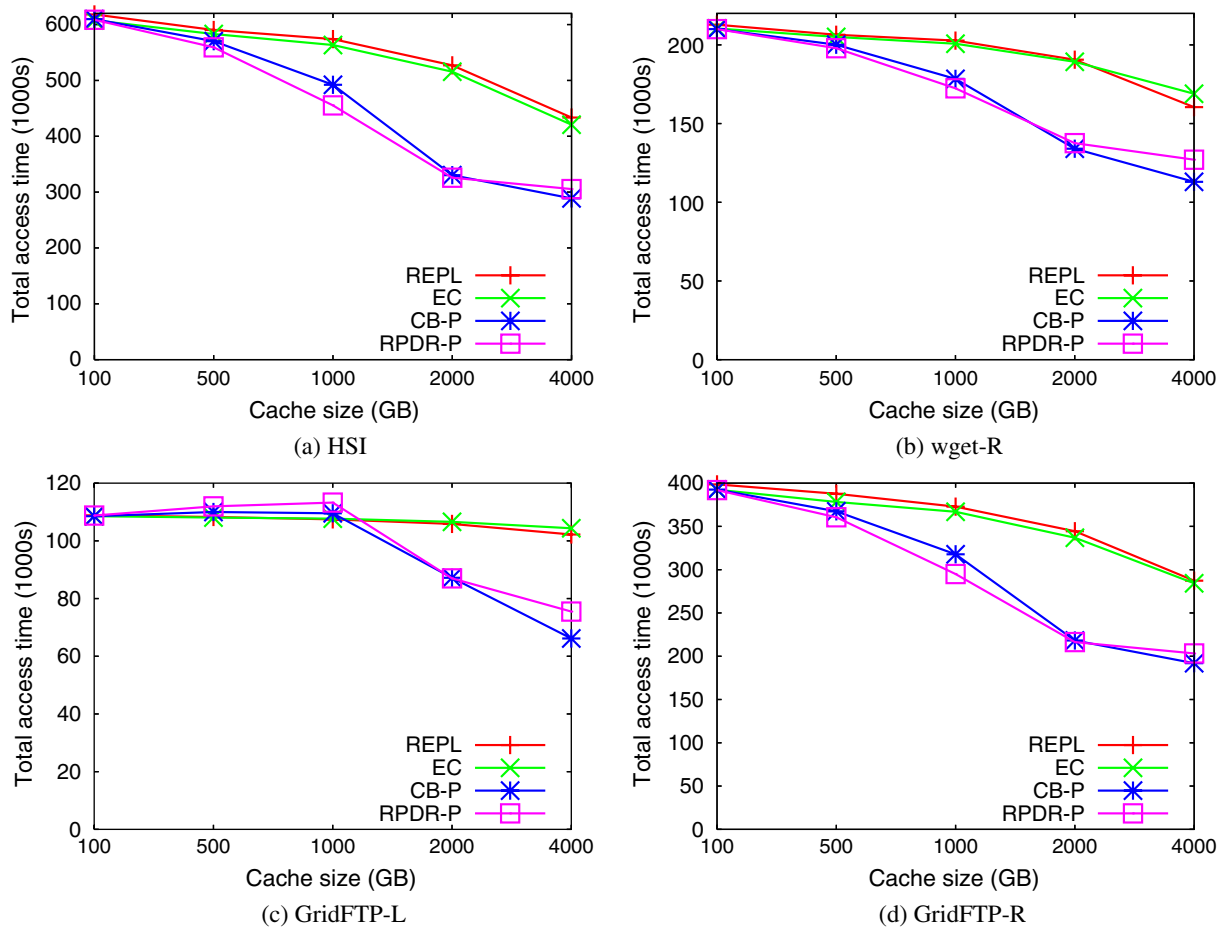 Total access time (1000s)
600
500
400
300
200
100
0
REPL
EC
CB-P
RPDR-P
100 500 1000 2000 4000
Cache size (GB)
(a) HSI
Total access time (1000s)
200
150
100
50
0
REPL
EC
CB-P
RPDR-P
100 500 1000 2000 4000
Cache size (GB)
(b) wget-R
Total access time (1000s)
120
100
80
60
40
20
0
REPL
EC
CB-P
RPDR-P
100 500 1000 2000 4000
Cache size (GB)
(c) GridFTP-L
Total access time (1000s)
400
350
300
250
200
150
100
50
0
REPL
EC
CB-P
RPDR-P
100 500 1000 2000 4000
Cache size (GB)
(d) GridFTP-R